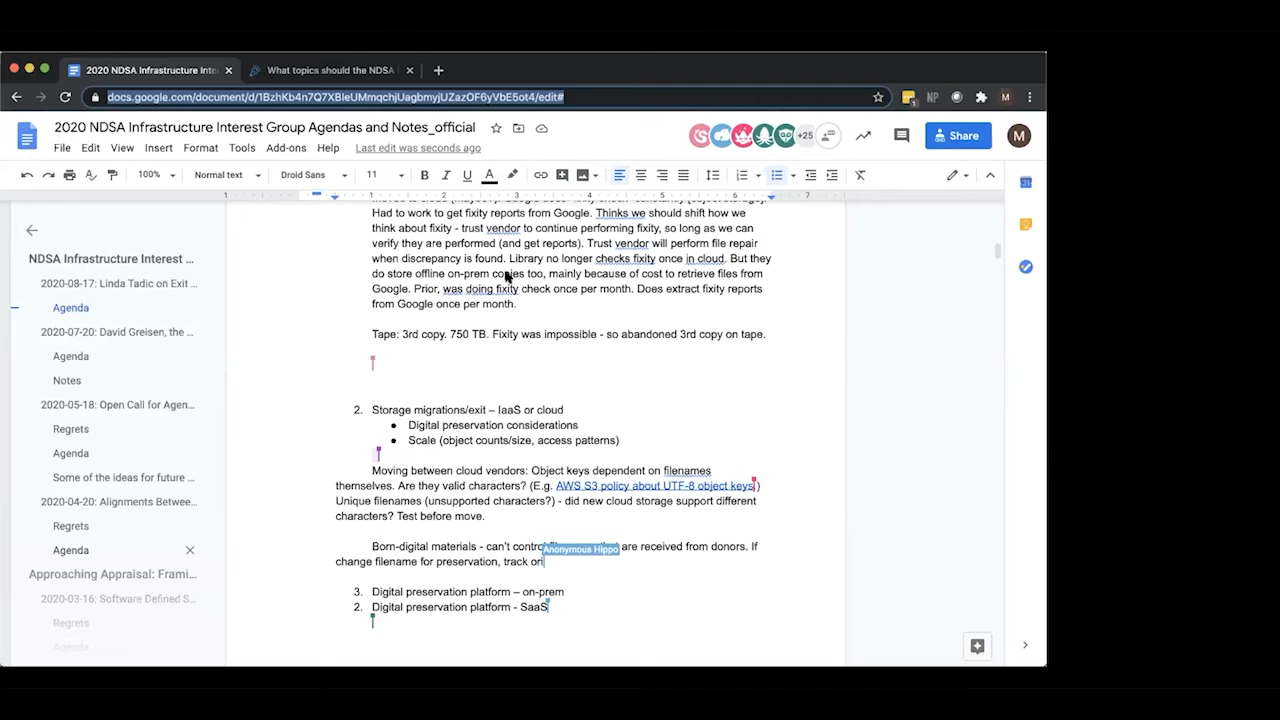 2020 NDSA Infrastructure Inte
What topics should the NDSA I
docs.google.com/document/d/1BzhKb4n7Q7XBleUMmqchjUagbmyjUZazOF6yVbE5ot4/edit#
NP
M
2020 NDSA Infrastructure Interest Group Agendas and Notes_official
+25
Share
M
File Edit View Insert Format Tools Add-ons Help Last edit was seconds ago
100% Normal text Droid Sans 11 B I U A
1 1 2 3 4 5 6 7
NDSA Infrastructure Interest ...
2020-08-17: Linda Tadic on Exit ...
Agenda
2020-07-20: David Greisen, the ...
Agenda
Notes
2020-05-18: Open Call for Agen...
Regrets
Agenda
Some of the ideas for future ...
2020-04-20: Alignments Betwee...
Regrets
Agenda
Approaching Appraisal: Frami...
2020-03-16: Software Defined S...
Regrets
Agenda
Had to work to get fixity reports from Google. Thinks we should shift how we
think about fixity - trust vendor to continue performing fixity, so long as we can
verify they are performed (and get reports). Trust vendor will perform file repair
when discrepancy is found. Library no longer checks fixity once in cloud. But they
do store offline on-prem copies too, mainly because of cost to retrieve files from
Google. Prior, was doing fixity check once per month. Does extract fixity reports
from Google once per month.
Tape: 3rd copy. 750 TB. Fixity was impossible - so abandoned 3rd copy on tape.
2. Storage migrations/exit – IaaS or cloud
● Digital preservation considerations
● Scale (object counts/size, access patterns)
Moving between cloud vendors: Object keys dependent on filenames
themselves. Are they valid characters? (E.g. AWS S3 policy about UTF-8 object keys.)
Unique filenames (unsupported characters?) - did new cloud storage support different
characters? Test before move.
Born-digital materials - can't contro Anonymous Hippo are received from donors. If
change filename for preservation, track ori
3. Digital preservation platform – on-prem
2. Digital preservation platform - SaaS